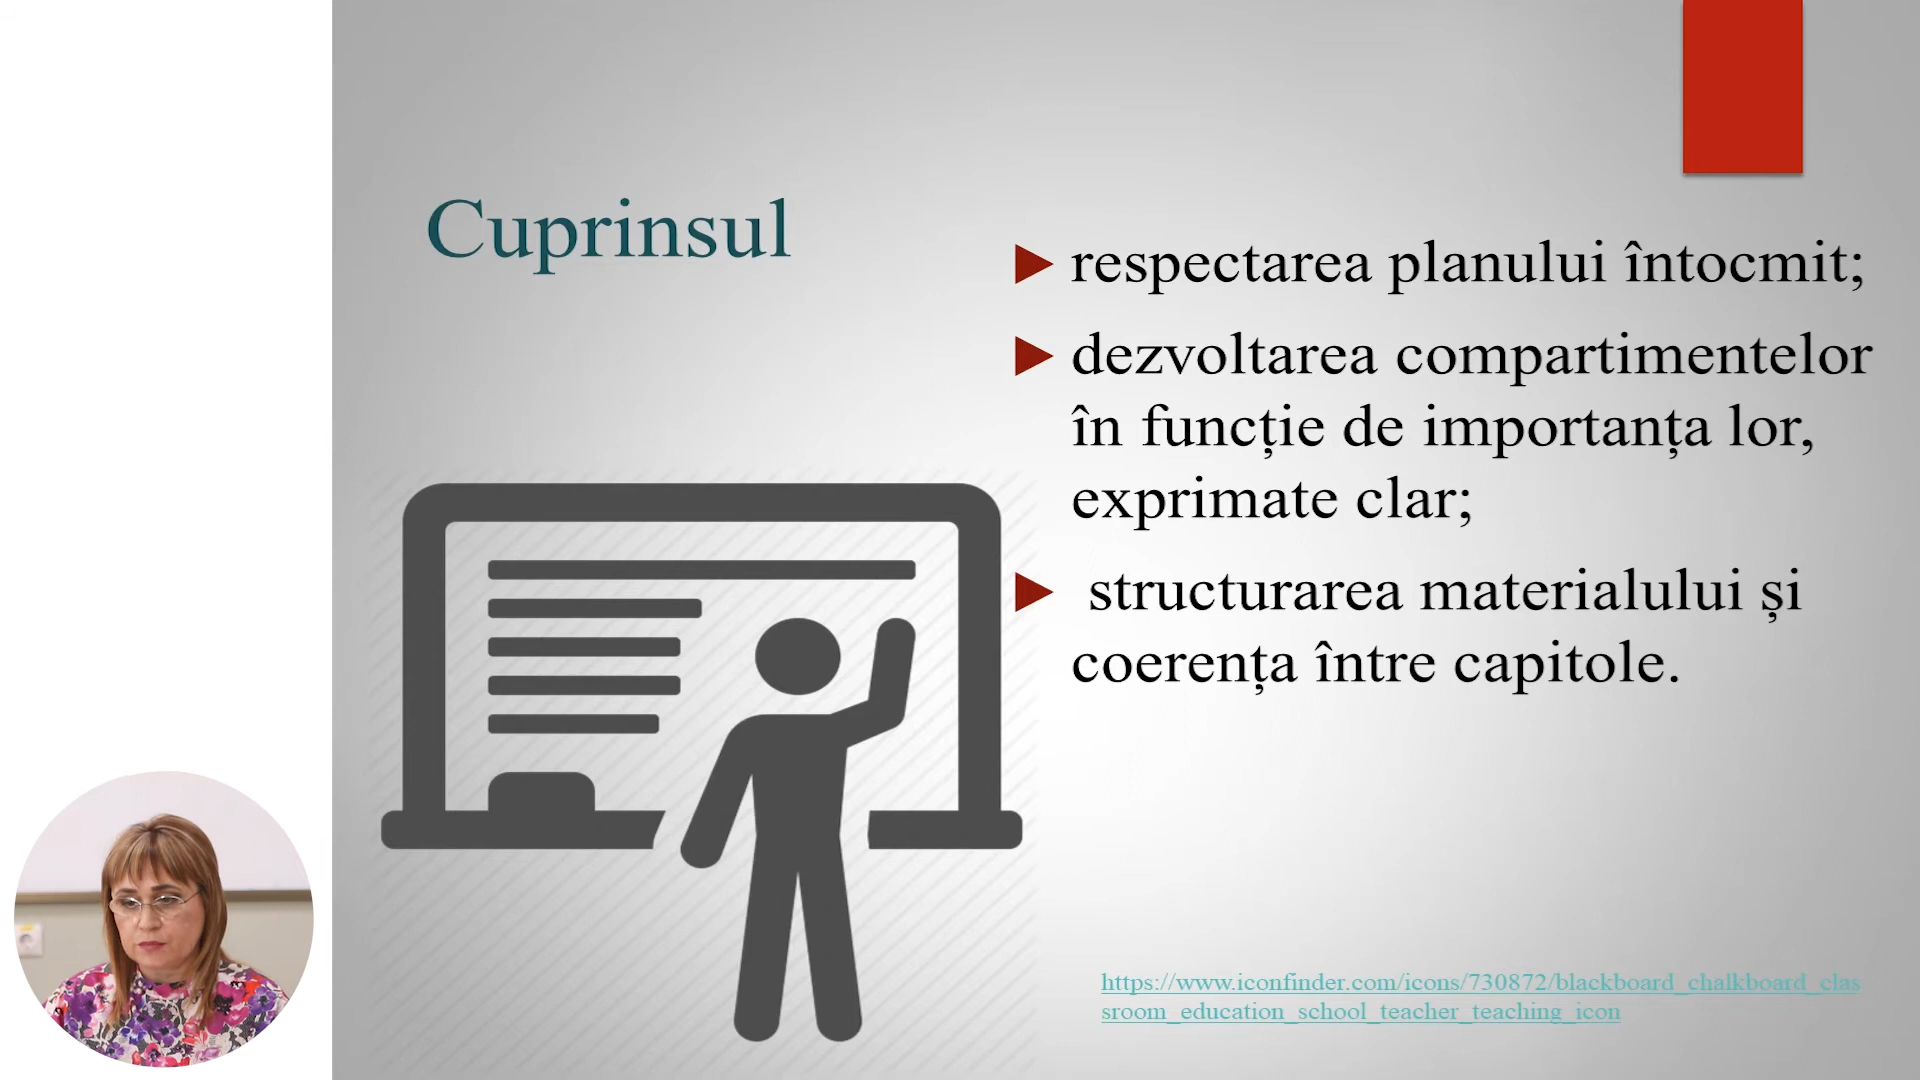 Cuprinsul
respectarea planului întocmit;
dezvoltarea compartimentelor
în funcție de importanța lor,
exprimate clar;
structurarea materialului și
coerența între capitole.
https://www.iconfinder.com/icons/730872/blackboard_chalkboard_clas
sroom_education_school_teacher_teaching_icon